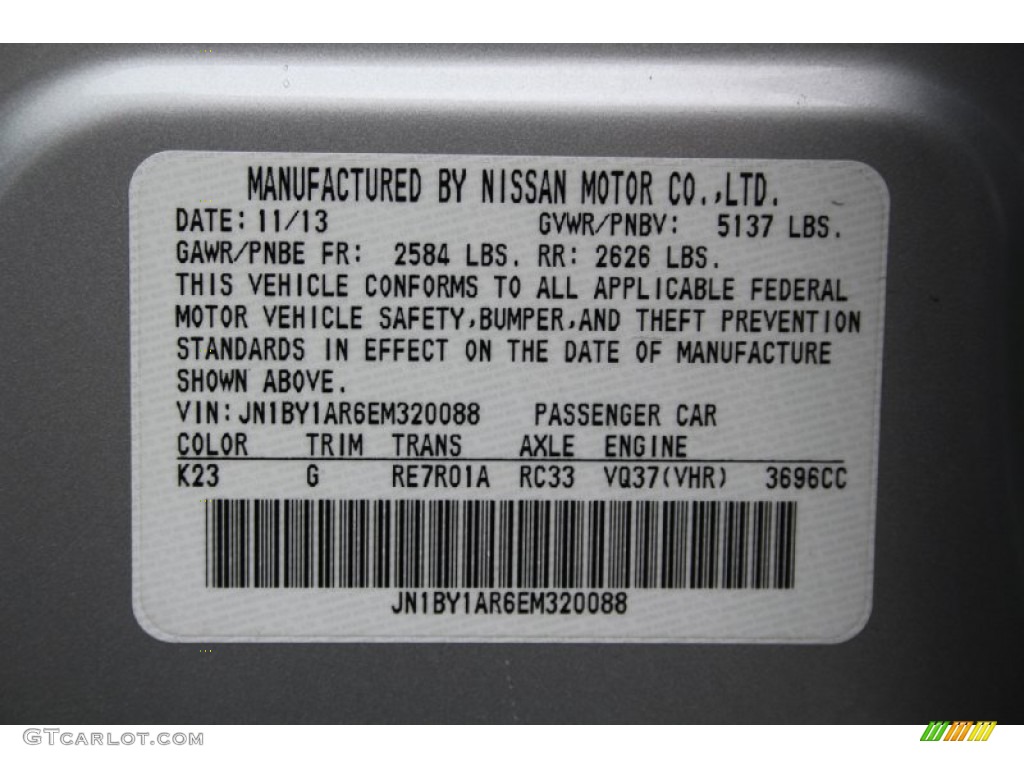 MANUFACTURED BY NISSAN MOTOR CO.,LTD.
DATE: 11/13 GVWR/PNBV: 5137 LBS.
GAWR/PNBE FR: 2584 LBS. RR: 2626 LBS.
THIS VEHICLE CONFORMS TO ALL APPLICABLE FEDERAL
MOTOR VEHICLE SAFETY,BUMPER,AND THEFT PREVENTION
STANDARDS IN EFFECT ON THE DATE OF MANUFACTURE
SHOWN ABOVE.
VIN:JN1BY1AR6EM320088 PASSENGER CAR
COLOR TRIM TRANS AXLE ENGINE
K23 G RE7R01A RC33 VQ37(VHR) 3696CC
JN1BY1AR6EM320088
GTCARLOT.COM